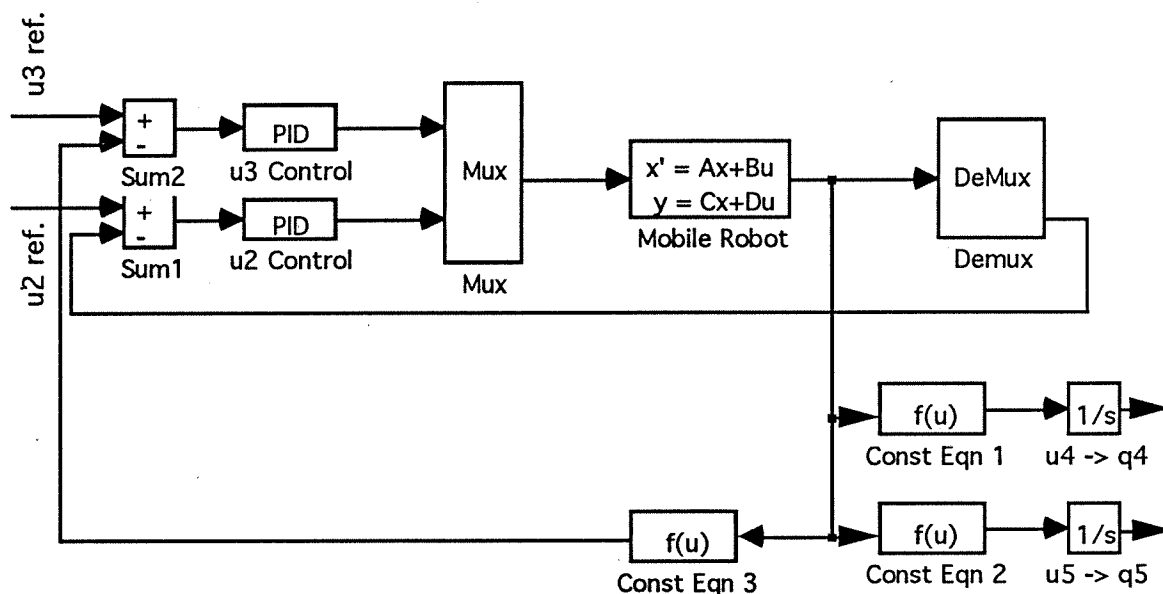 u3 ref.
+
-
Sum2
PID
u3 Control
u2 ref.
+
-
Sum1
PID
u2 Control
Mux
Mux
x' = Ax+Bu
y = Cx+Du
Mobile Robot
DeMux
Demux
f(u)
Const Eqn 1
1/s
u4 -> q4
f(u)
Const Eqn 3
f(u)
Const Eqn 2
1/s
u5 -> q5